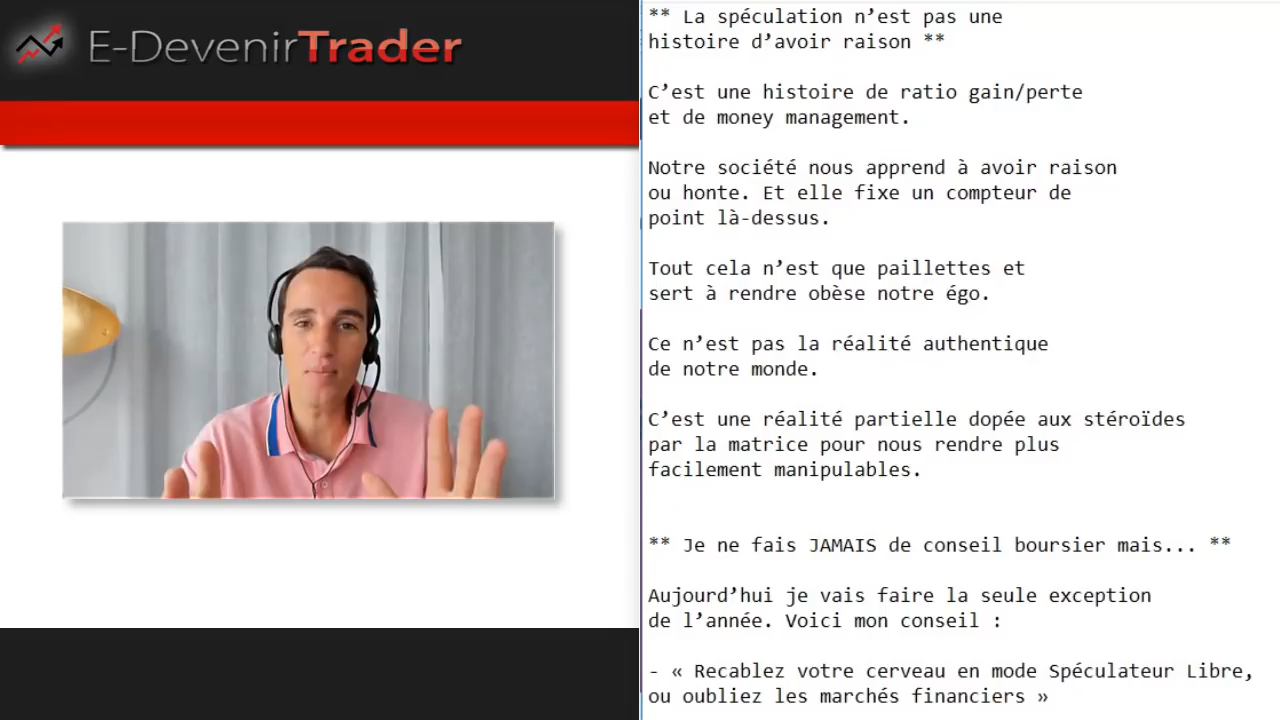 E-DevenirTrader
** La spéculation n’est pas une
histoire d’avoir raison **
C’est une histoire de ratio gain/perte
et de money management.
Notre société nous apprend à avoir raison
ou honte. Et elle fixe un compteur de
point là-dessus.
Tout cela n’est que paillettes et
sert à rendre obèse notre égo.
Ce n’est pas la réalité authentique
de notre monde.
C’est une réalité partielle dopée aux stéroïdes
par la matrice pour nous rendre plus
facilement manipulables.
** Je ne fais JAMAIS de conseil boursier mais... **
Aujourd’hui je vais faire la seule exception
de l’année. Voici mon conseil :
- « Recablez votre cerveau en mode Spéculateur Libre,
ou oubliez les marchés financiers »